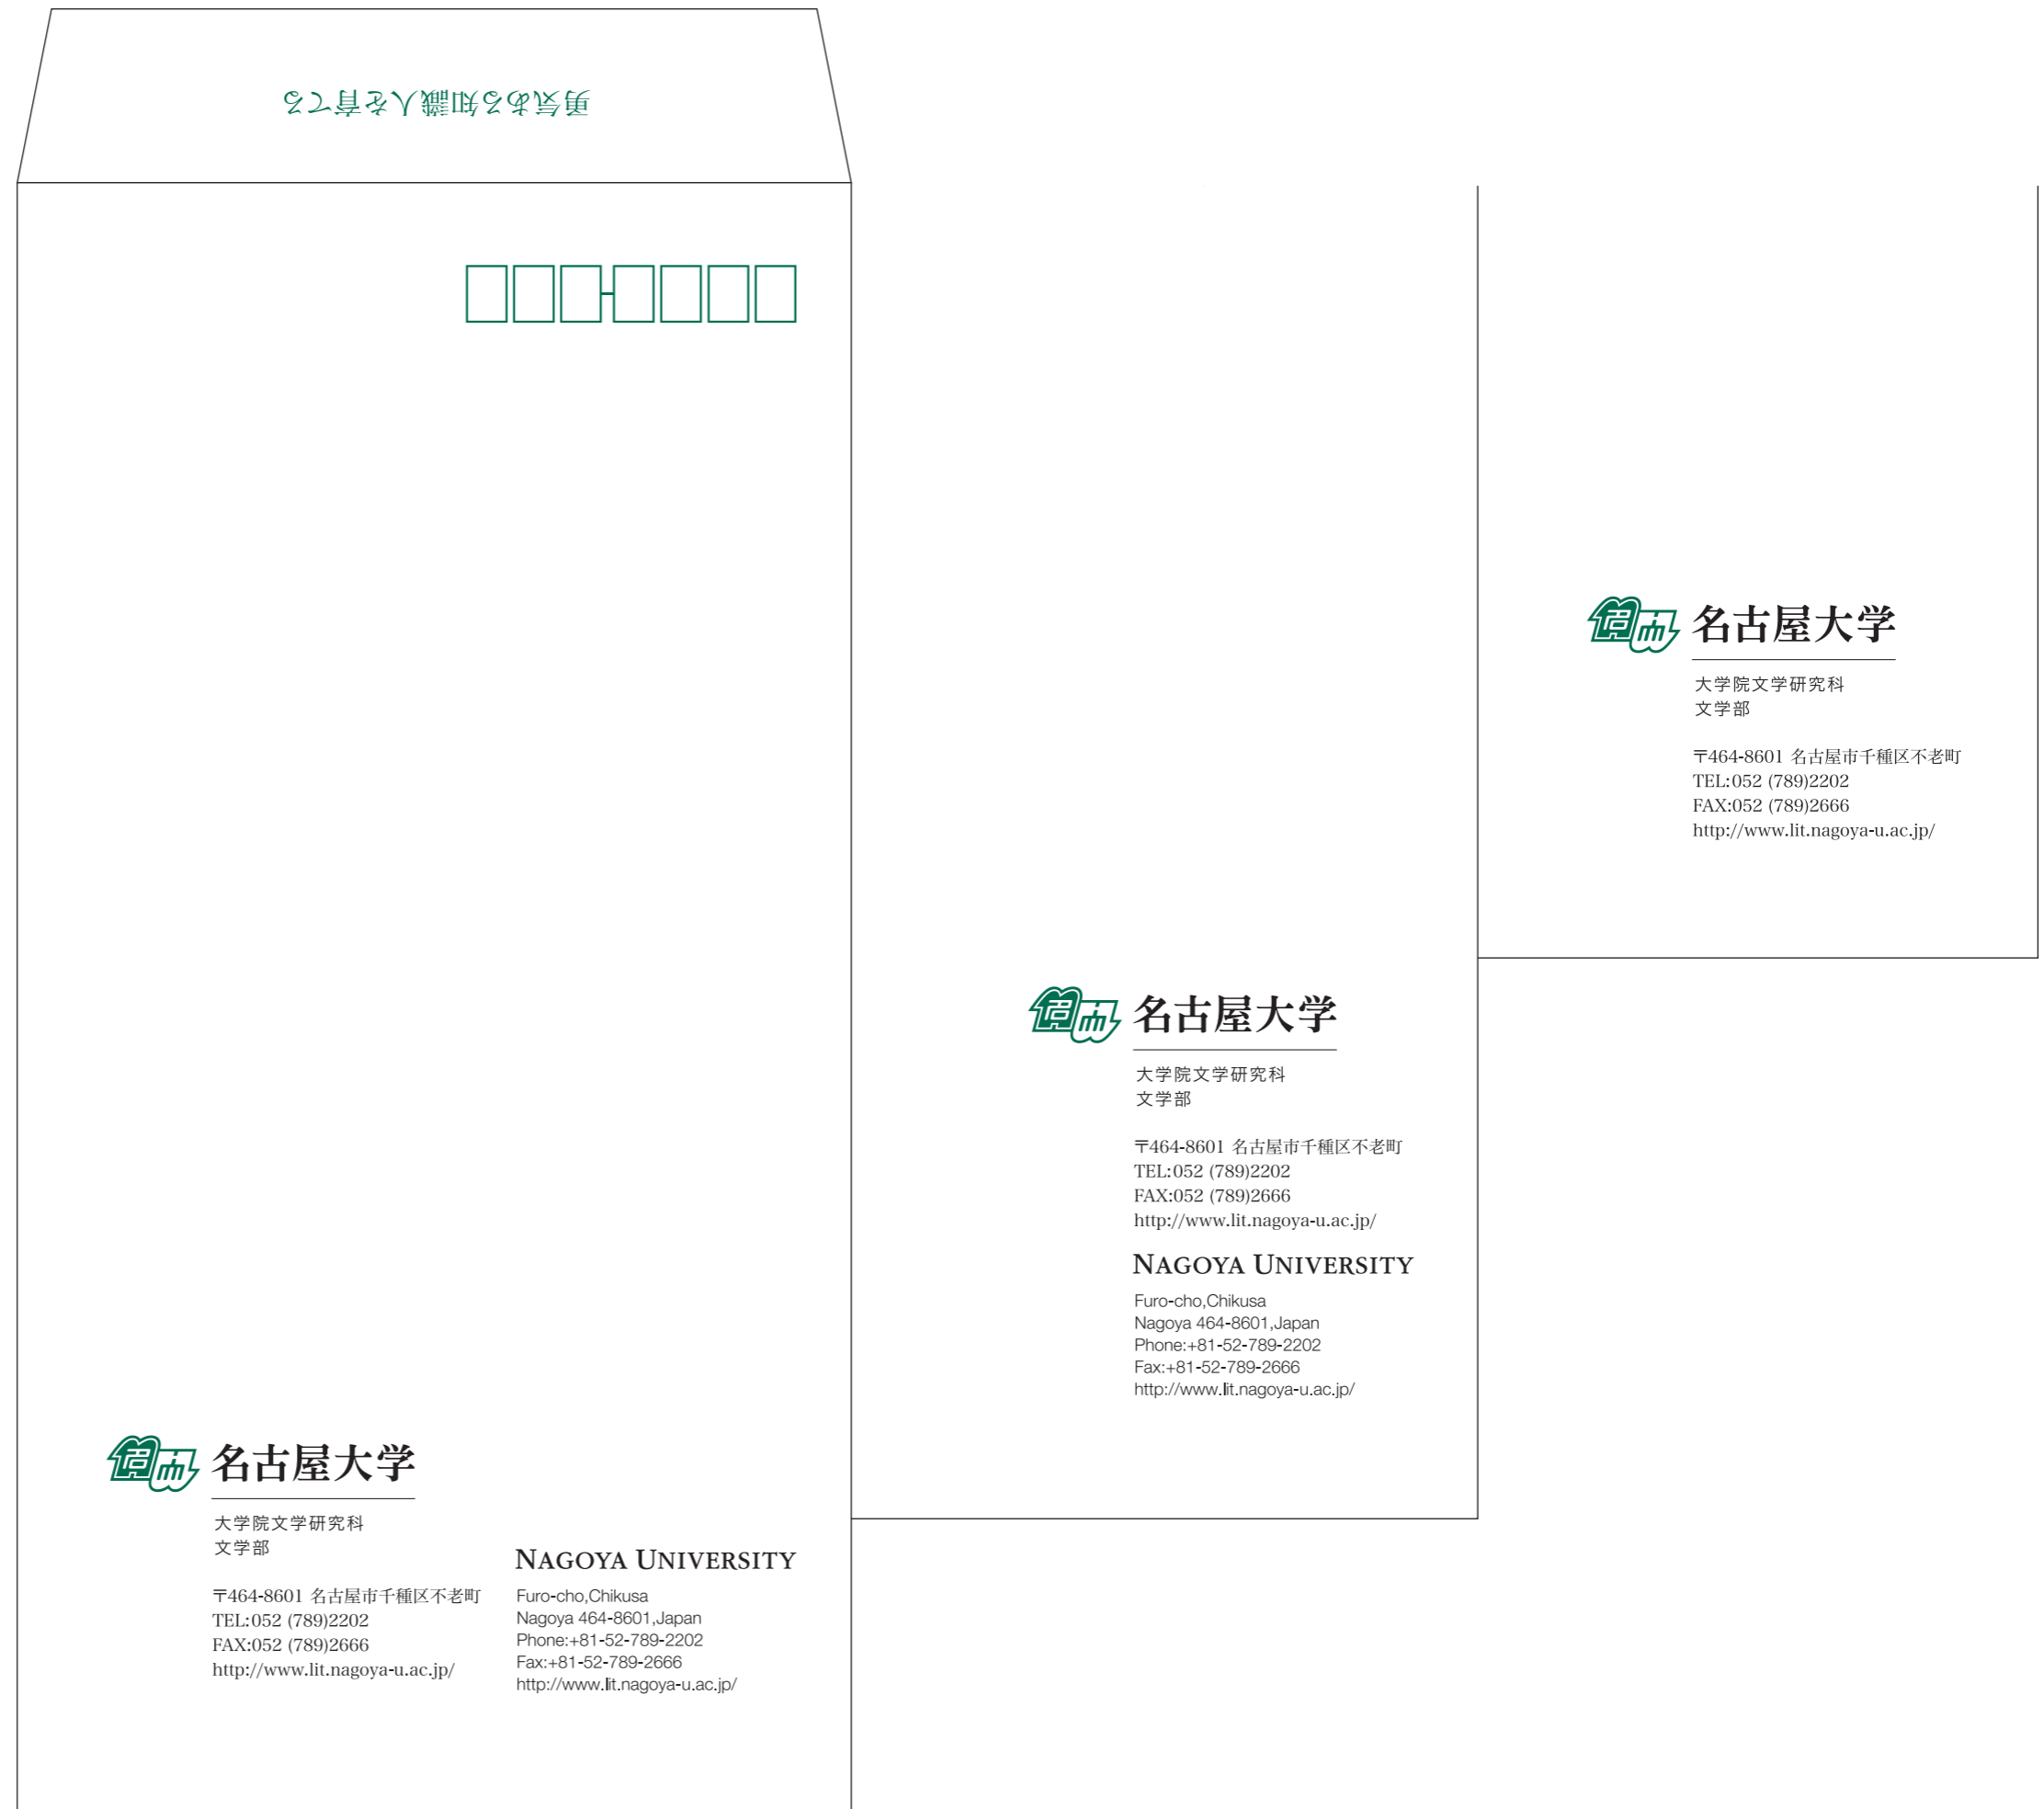 勇気ある知識人を育てる
名古屋大学
大学院文学研究科
文学部
〒464-8601 名古屋市千種区不老町
TEL:052 (789)2202
FAX:052 (789)2666
http://www.lit.nagoya-u.ac.jp/
NAGOYA UNIVERSITY
Furo-cho,Chikusa
Nagoya 464-8601,Japan
Phone:+81-52-789-2202
Fax:+81-52-789-2666
http://www.lit.nagoya-u.ac.jp/
名古屋大学
大学院文学研究科
文学部
〒464-8601 名古屋市千種区不老町
TEL:052 (789)2202
FAX:052 (789)2666
http://www.lit.nagoya-u.ac.jp/
NAGOYA UNIVERSITY
Furo-cho,Chikusa
Nagoya 464-8601,Japan
Phone:+81-52-789-2202
Fax:+81-52-789-2666
http://www.lit.nagoya-u.ac.jp/
名古屋大学
大学院文学研究科
文学部
〒464-8601 名古屋市千種区不老町
TEL:052 (789)2202
FAX:052 (789)2666
http://www.lit.nagoya-u.ac.jp/